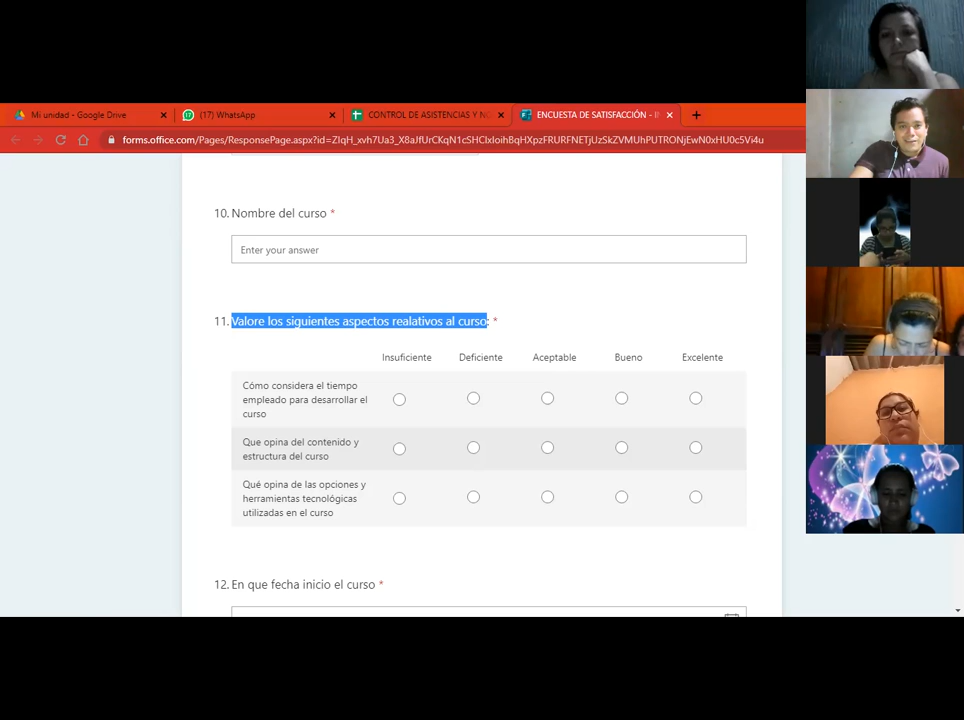 Mi unidad - Google Drive
(17) WhatsApp
CONTROL DE ASISTENCIAS Y NO
ENCUESTA DE SATISFACCIÓN - I
forms.office.com/Pages/ResponsePage.aspx?id=ZIqH_xvh7Ua3_X8aJfUrCKqN1cSHClxIoihBqHXpzFRURFNETjUzSkZVMUhPUTRONjEwN0xHU0c5Vi4u
10. Nombre del curso *
Enter your answer
11. Valore los siguientes aspectos realativos al curso: *
Insuficiente Deficiente Aceptable Bueno Excelente
Cómo considera el tiempo
empleado para desarrollar el
curso
Que opina del contenido y
estructura del curso
Qué opina de las opciones y
herramientas tecnológicas
utilizadas en el curso
12. En que fecha inicio el curso *